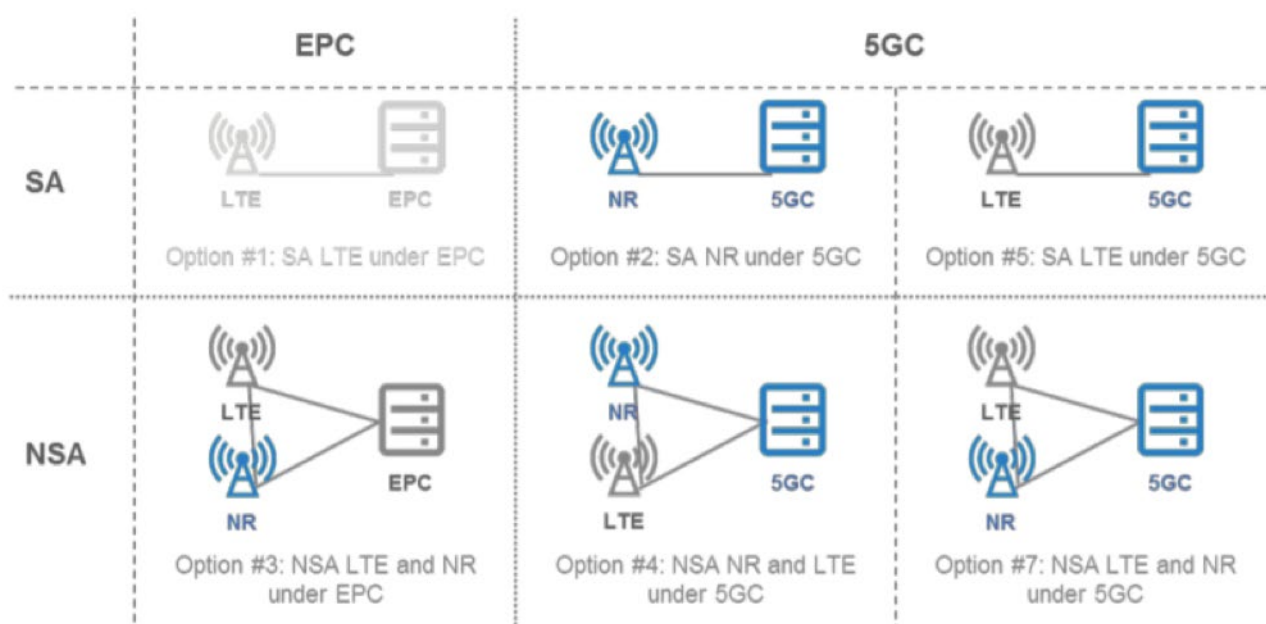 EPC
5GC
SA
LTE
EPC
Option #1: SA LTE under EPC
NR
5GC
Option #2: SA NR under 5GC
LTE
5GC
Option #5: SA LTE under 5GC
NSA
LTE
NR
EPC
Option #3: NSA LTE and NR
under EPC
NR
LTE
5GC
Option #4: NSA NR and LTE
under 5GC
LTE
NR
5GC
Option #7: NSA LTE and NR
under 5GC